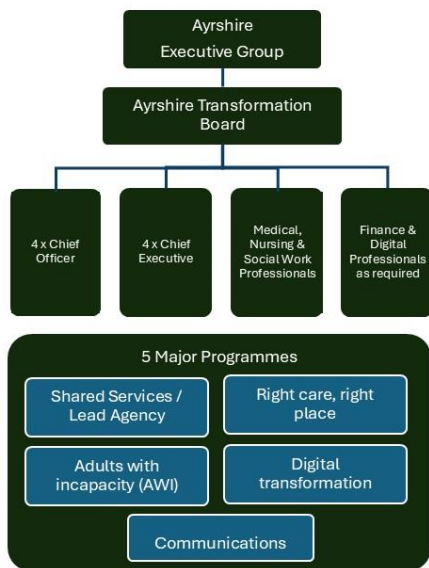 Ayrshire
Executive Group
Ayrshire Transformation
Board
4 x Chief
Officer
4 x Chief
Executive
Medical,
Nursing &
Social Work
Professionals
Finance &
Digital
Professionals
as required
5 Major Programmes
Shared Services /
Lead Agency
Right care, right
place
Adults with
incapacity (AWI)
Digital
transformation
Communications